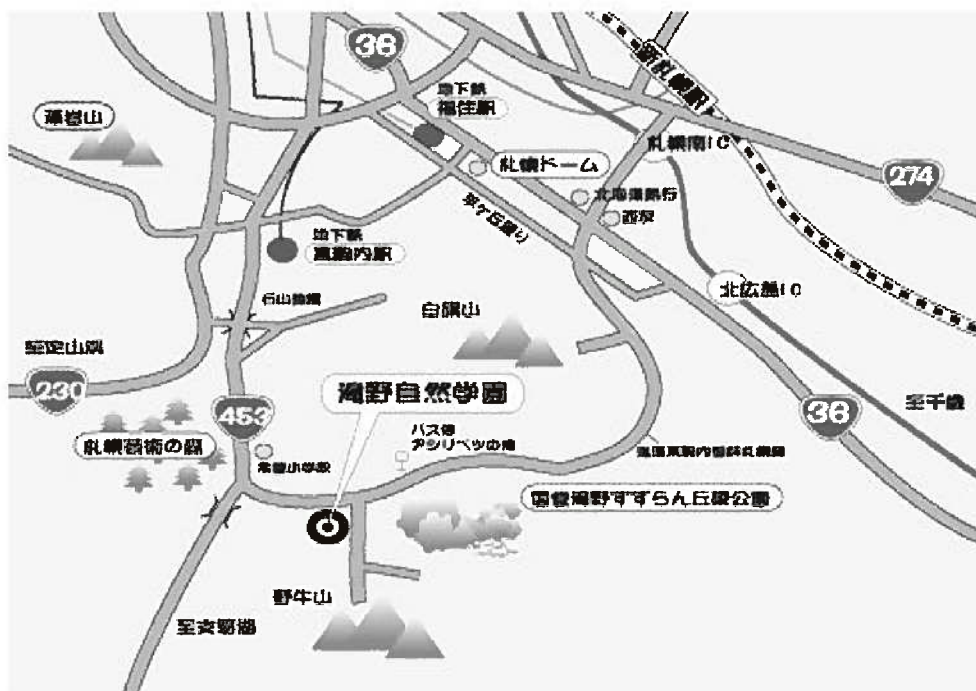 36
新札幌駅
地下鉄
福住駅
藻岩山
札幌南IC
札幌ドーム
274
北海道銀行
西友
羊ケ丘通り
地下鉄
真駒内駅
北広島IC
石山陸橋
白旗山
至定山渓
230
滝野自然学園
36
至千歳
453
バス停
アシリベツの滝
札幌芸術の森
常盤小学校
国営滝野すずらん丘陵公園
野牛山
至支笏湖